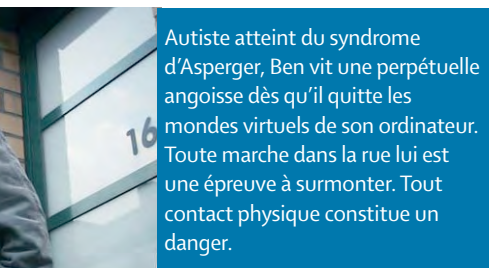 Autiste atteint du syndrome
d'Asperger, Ben vit une perpétuelle
angoisse dès qu'il quitte les
mondes virtuels de son ordinateur.
Toute marche dans la rue lui est
une épreuve à surmonter. Tout
contact physique constitue un
danger.
16